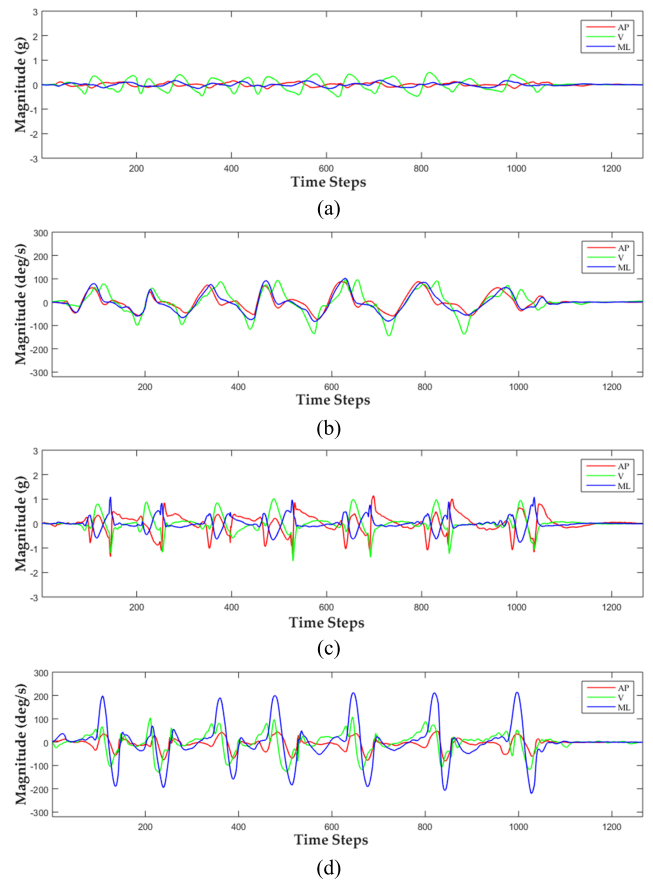 3
2
1
0
-1
-2
-3
Magnitude (g)
AP
V
ML
200 400 600 800 1000 1200
Time Steps
(a)
300
200
100
0
-100
-200
-300
Magnitude (deg/s)
AP
V
ML
200 400 600 800 1000 1200
Time Steps
(b)
3
2
1
0
-1
-2
-3
Magnitude (g)
AP
V
ML
200 400 600 800 1000 1200
Time Steps
(c)
300
200
100
0
-100
-200
-300
Magnitude (deg/s)
AP
V
ML
200 400 600 800 1000 1200
Time Steps
(d)